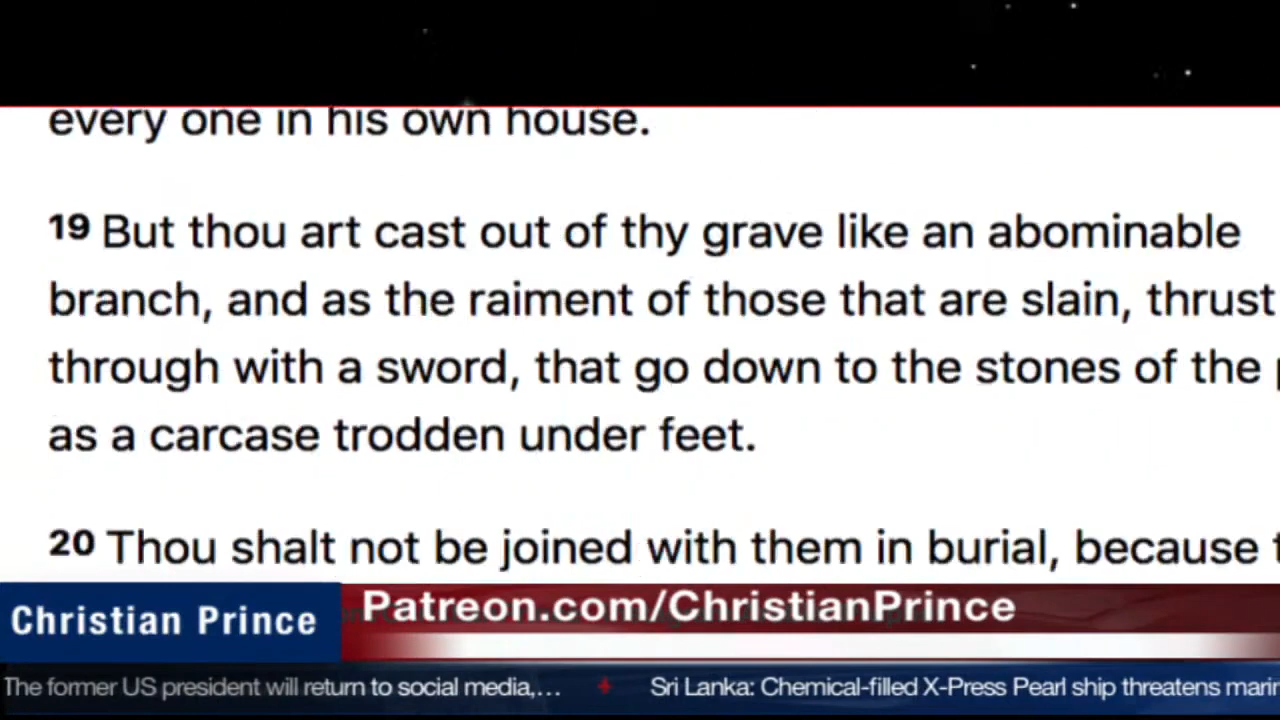 every one in his own house.
19 But thou art cast out of thy grave like an abominable
branch, and as the raiment of those that are slain, thrust
through with a sword, that go down to the stones of the
as a carcase trodden under feet.
20 Thou shalt not be joined with them in burial, because
Christian Prince
Patreon.com/ChristianPrince
The former US president will return to social media,...
Sri Lanka: Chemical-filled X-Press Pearl ship threatens